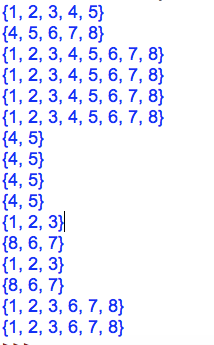 {1, 2, 3, 4, 5}
{4, 5, 6, 7, 8}
{1, 2, 3, 4, 5, 6, 7, 8}
{1, 2, 3, 4, 5, 6, 7, 8}
{1, 2, 3, 4, 5, 6, 7, 8}
{1, 2, 3, 4, 5, 6, 7, 8}
{4, 5}
{4, 5}
{4, 5}
{4, 5}
{1, 2, 3}
{8, 6, 7}
{1, 2, 3}
{8, 6, 7}
{1, 2, 3, 6, 7, 8}
{1, 2, 3, 6, 7, 8}